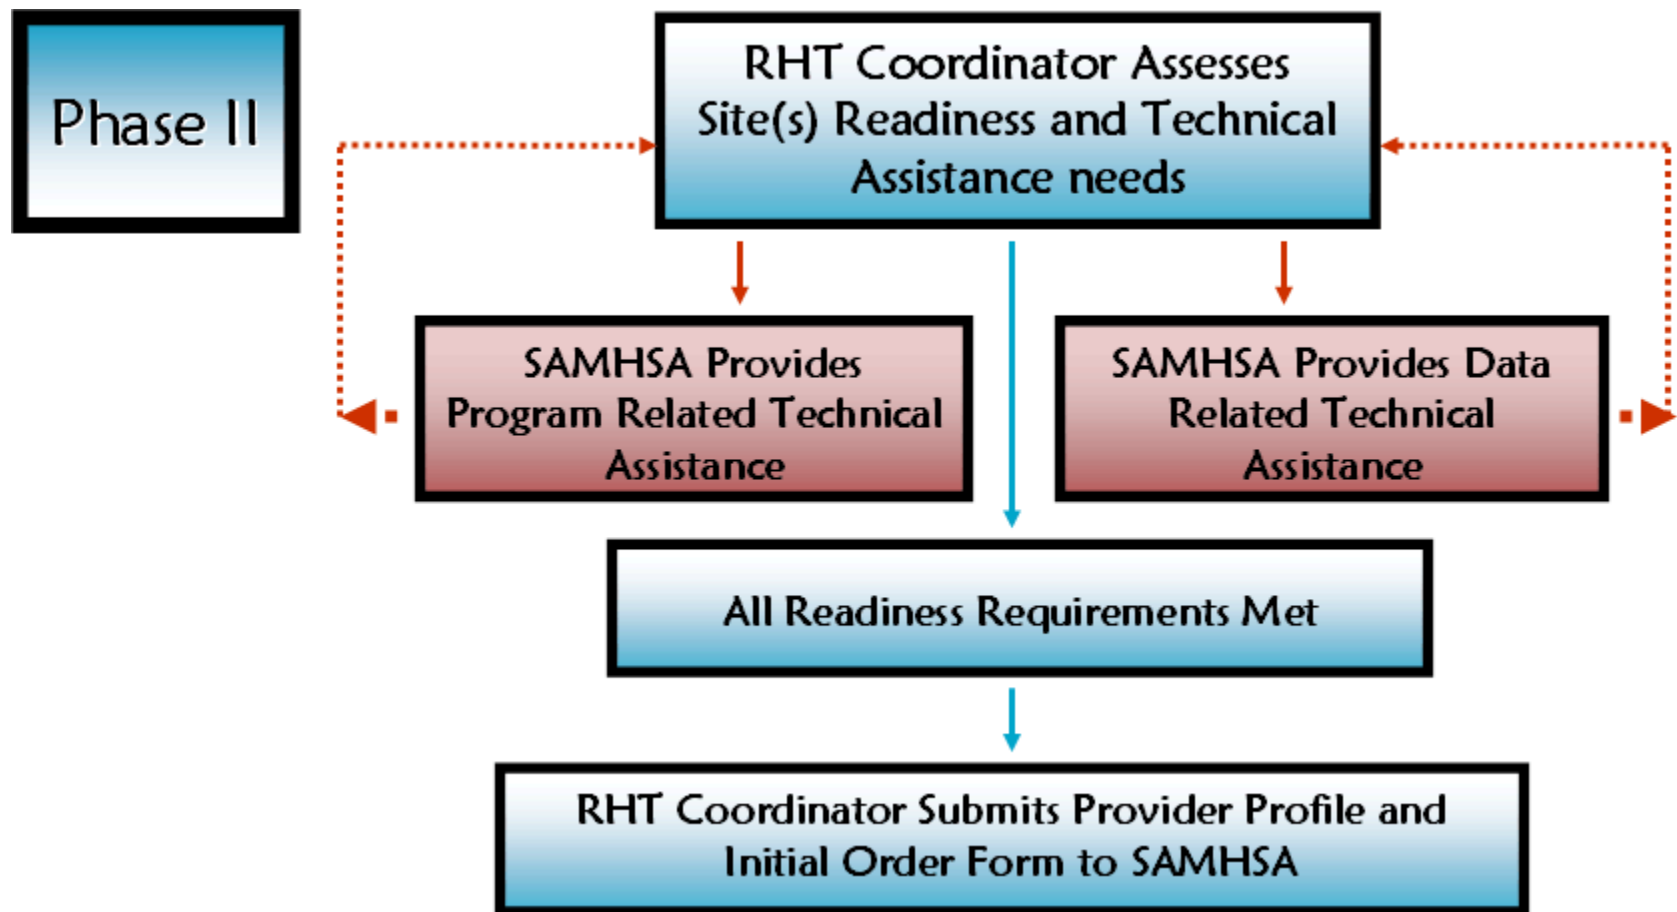 Phase II
RHT Coordinator Assesses
Site(s) Readiness and Technical
Assistance needs
SAMHSA Provides
Program Related Technical
Assistance
SAMHSA Provides Data
Related Technical
Assistance
All Readiness Requirements Met
RHT Coordinator Submits Provider Profile and
Initial Order Form to SAMHSA